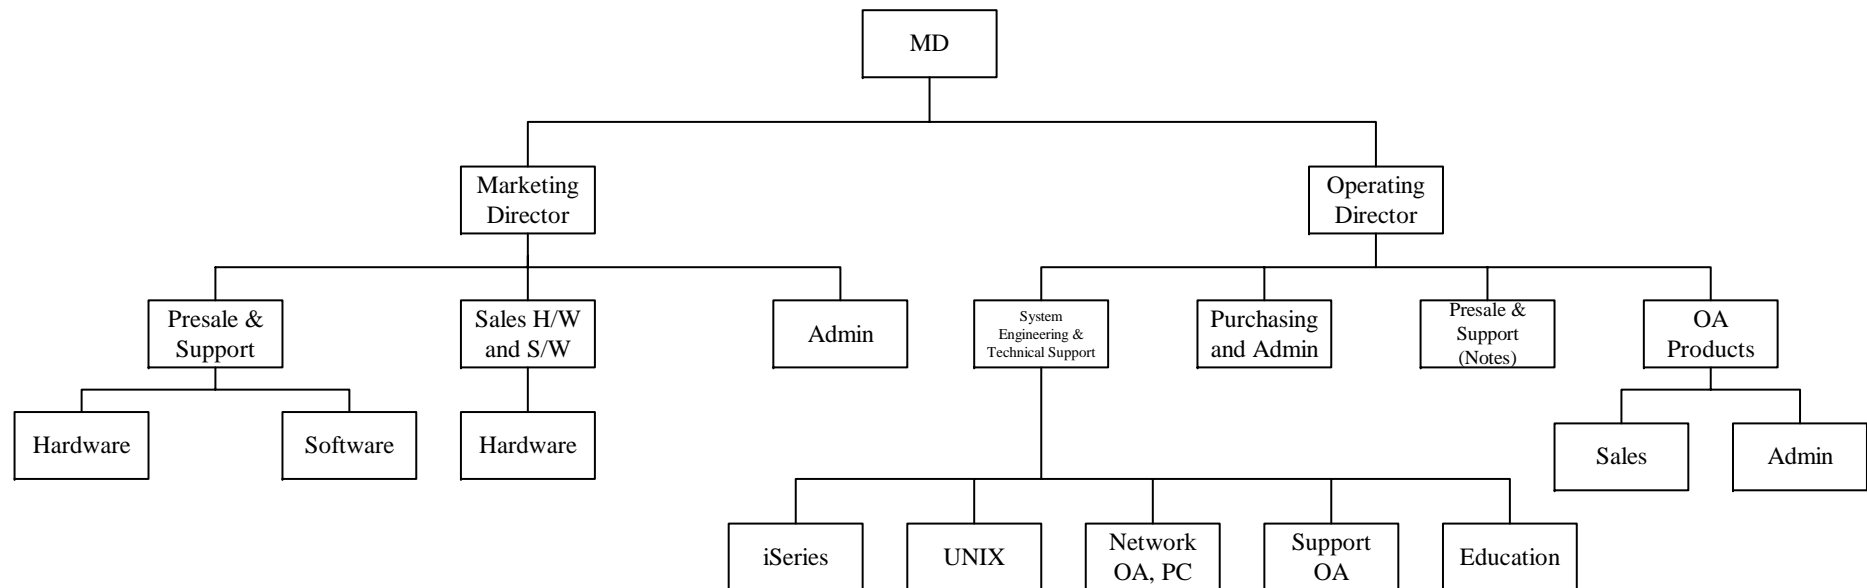 MD
Marketing
Director
Operating
Director
Presale &
Support
Sales H/W
and S/W
Admin
System
Engineering &
Technical Support
Purchasing
and Admin
Presale &
Support
(Notes)
OA
Products
Hardware
Software
Hardware
Sales
Admin
iSeries
UNIX
Network
OA, PC
Support
OA
Education